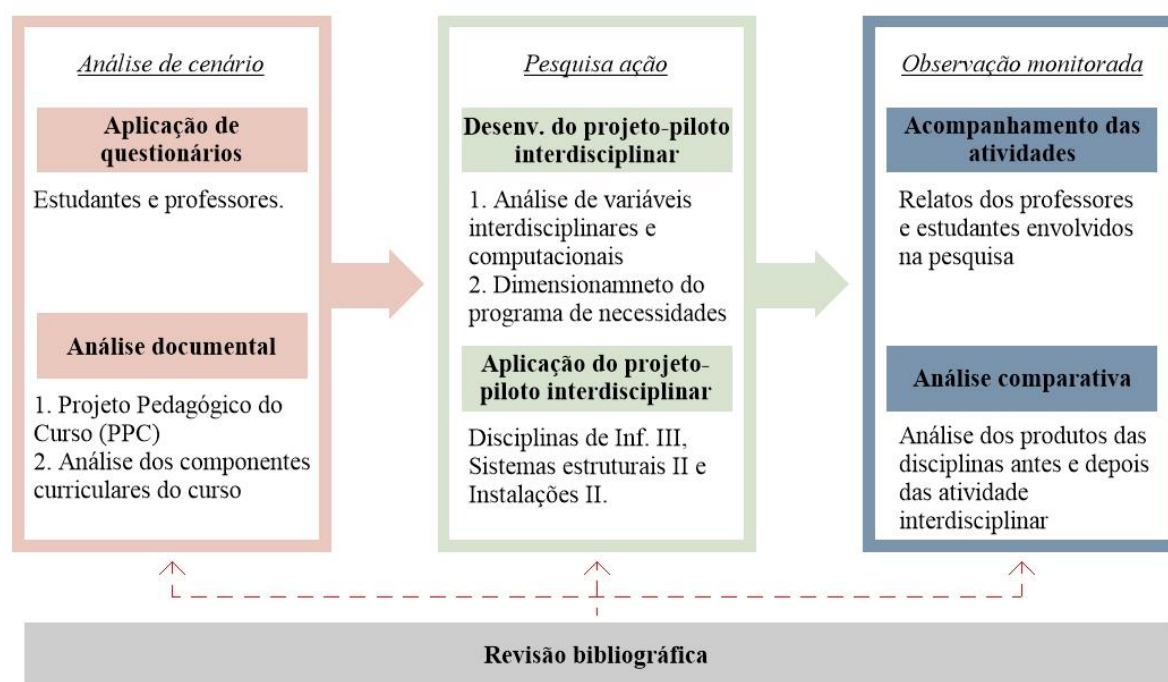 Análise de cenário
Aplicação de
questionários
Estudantes e professores.
Análise documental
1. Projeto Pedagógico do
Curso (PPC)
2. Análise dos componentes
curriculares do curso
Pesquisa ação
Desenv. do projeto-piloto
interdisciplinar
1. Análise de variáveis
interdisciplinares e
computacionais
2. Dimensionamneto do
programa de necessidades
Aplicação do projeto-
piloto interdisciplinar
Disciplinas de Inf. III,
Sistemas estruturais II e
Instalações II.
Observação monitorada
Acompanhamento das
atividades
Relatos dos professores
e estudantes envolvidos
na pesquisa
Análise comparativa
Análise dos produtos das
disciplinas antes e depois
das atividade
interdisciplinar
Revisão bibliográfica